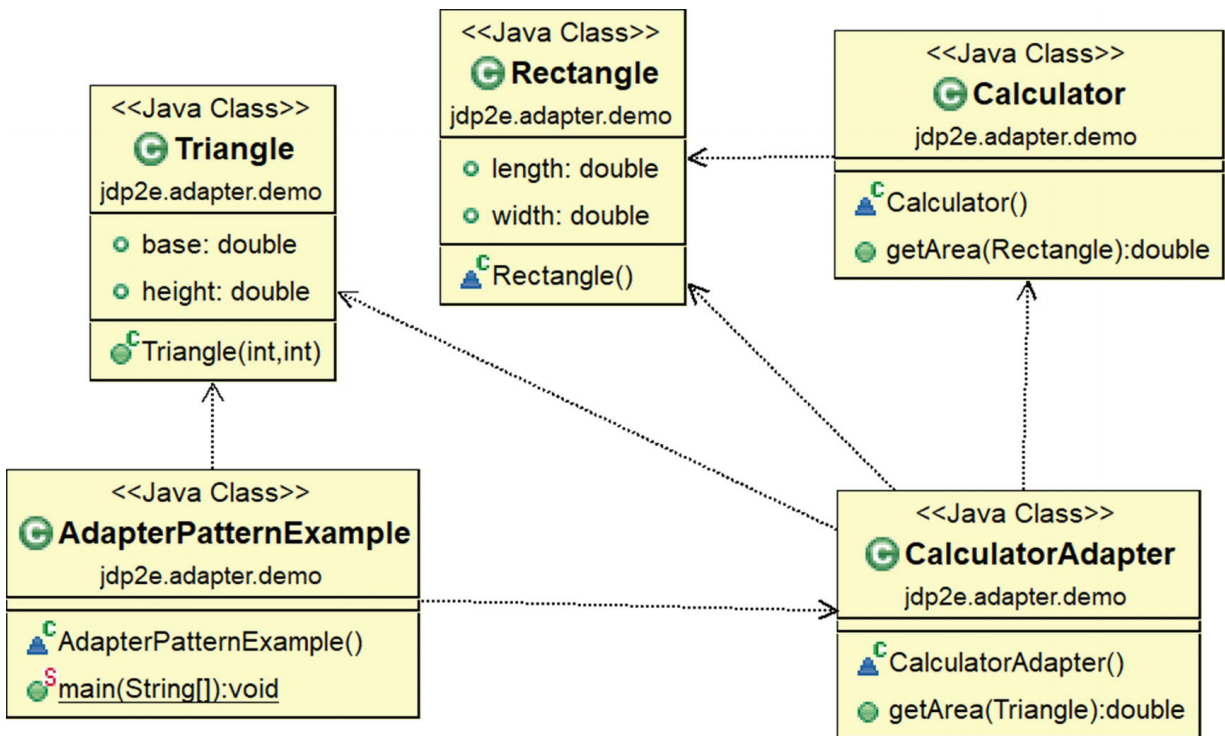 <<Java Class>>
Triangle
jdp2e.adapter.demo
base: double
height: double
Triangle(int,int)
<<Java Class>>
Rectangle
jdp2e.adapter.demo
length: double
width: double
Rectangle()
<<Java Class>>
Calculator
jdp2e.adapter.demo
Calculator()
getArea(Rectangle):double
<<Java Class>>
AdapterPatternExample
jdp2e.adapter.demo
AdapterPatternExample()
main(String[]):void
<<Java Class>>
CalculatorAdapter
jdp2e.adapter.demo
CalculatorAdapter()
getArea(Triangle):double